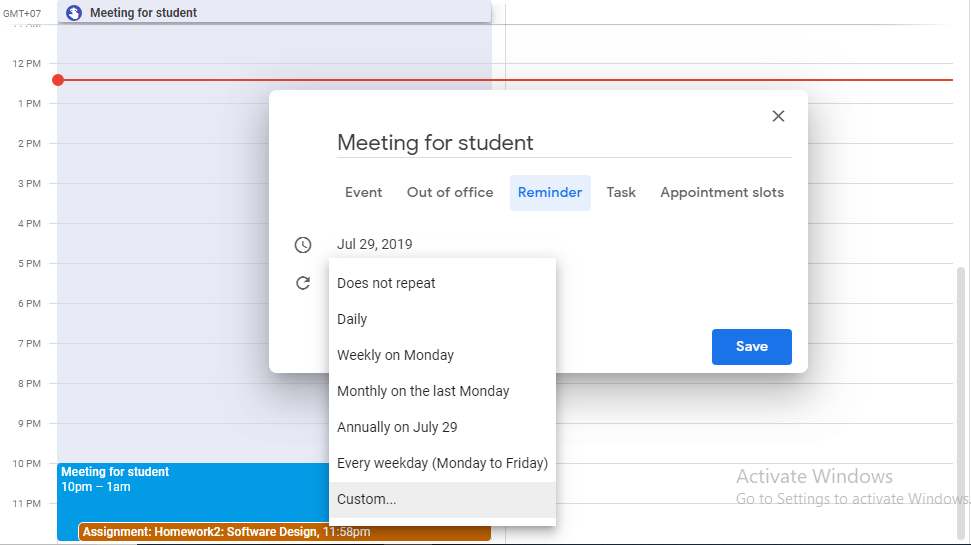 GMT+07
Meeting for student
11 AM
12 PM
1 PM
2 PM
3 PM
4 PM
5 PM
6 PM
7 PM
8 PM
9 PM
10 PM
11 PM
Meeting for student
Event Out of office Reminder Task Appointment slots
Jul 29, 2019
Does not repeat
Daily
Weekly on Monday
Monthly on the last Monday
Annually on July 29
Every weekday (Monday to Friday)
Custom...
Save
Meeting for student
10pm – 1am
Assignment: Homework2: Software Design, 11:58pm
Activate Windows
Go to Settings to activate Windows.